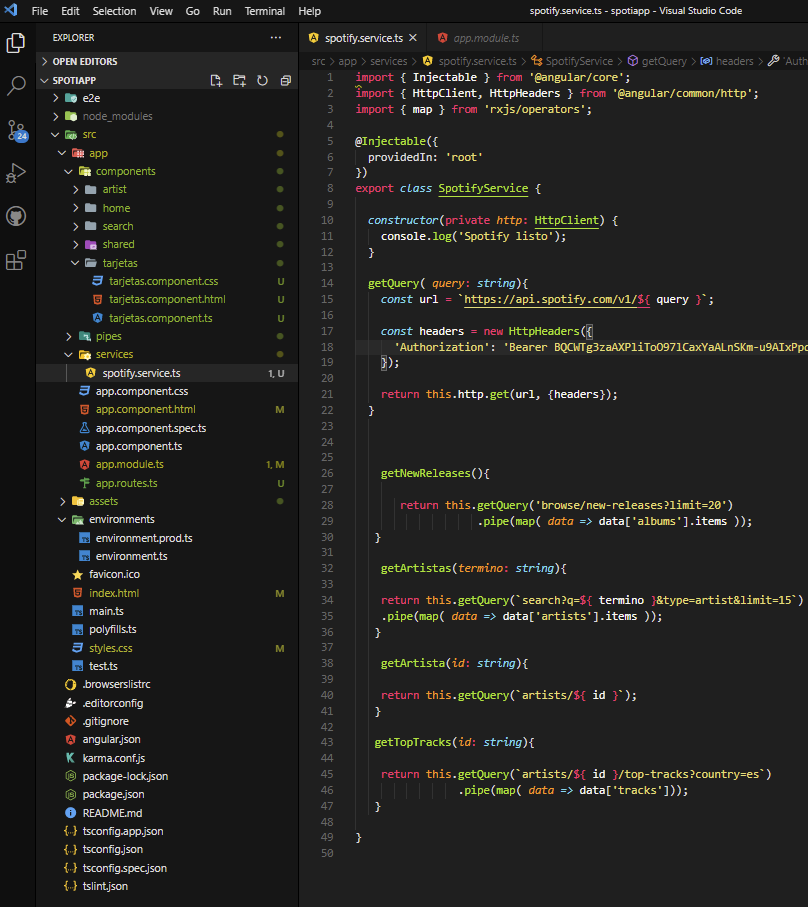 File Edit Selection View Go Run Terminal Help spotify.service.ts - spotiapp - Visual Studio Code
EXPLORER ...
OPEN EDITORS
SPOTIAPP
e2e
node_modules
src
app
components
artist
home
search
shared
tarjetas
tarjetas.component.css U
tarjetas.component.html U
tarjetas.component.ts U
pipes
services
spotify.service.ts 1, U
app.component.css
app.component.html M
app.component.spec.ts
app.component.ts
app.module.ts 1, M
app.routes.ts U
assets
environments
environment.prod.ts
environment.ts
favicon.ico
index.html M
main.ts
polyfills.ts
styles.css M
test.ts
.browserslistrc
.editorconfig
.gitignore
angular.json
karma.conf.js
package-lock.json
package.json
README.md
tsconfig.app.json
tsconfig.json
tsconfig.spec.json
tslint.json
24
spotify.service.ts app.module.ts
src > app > services > spotify.service.ts > SpotifyService > getQuery > headers > 'Auth
1 import { Injectable } from '@angular/core';
2 import { HttpClient, HttpHeaders } from '@angular/common/http';
3 import { map } from 'rxjs/operators';
4
5 @Injectable({
6 providedIn: 'root'
7 })
8 export class SpotifyService {
9
10 constructor(private http: HttpClient) {
11 console.log('Spotify listo');
12 }
13
14 getQuery( query: string){
15 const url = `https://api.spotify.com/v1/${ query }`;
16
17 const headers = new HttpHeaders({
18 'Authorization': 'Bearer
19 });
20
21 return this.http.get(url, {headers});
22 }
23
24
25
26 getNewReleases(){
27
28 return this.getQuery('browse/new-releases?limit=20')
29 .pipe(map( data => data['albums'].items ));
30 }
31
32 getArtistas(termino: string){
33
34 return this.getQuery(`search?q=${ termino }&type=artist&limit=15`)
35 .pipe(map( data => data['artists'].items ));
36 }
37
38 getArtista(id: string){
39
40 return this.getQuery(`artists/${ id }`);
41 }
42
43 getTopTracks(id: string){
44
45 return this.getQuery(`artists/${ id }/top-tracks?country=es`)
46 .pipe(map( data => data['tracks']));
47 }
48
49 }
50